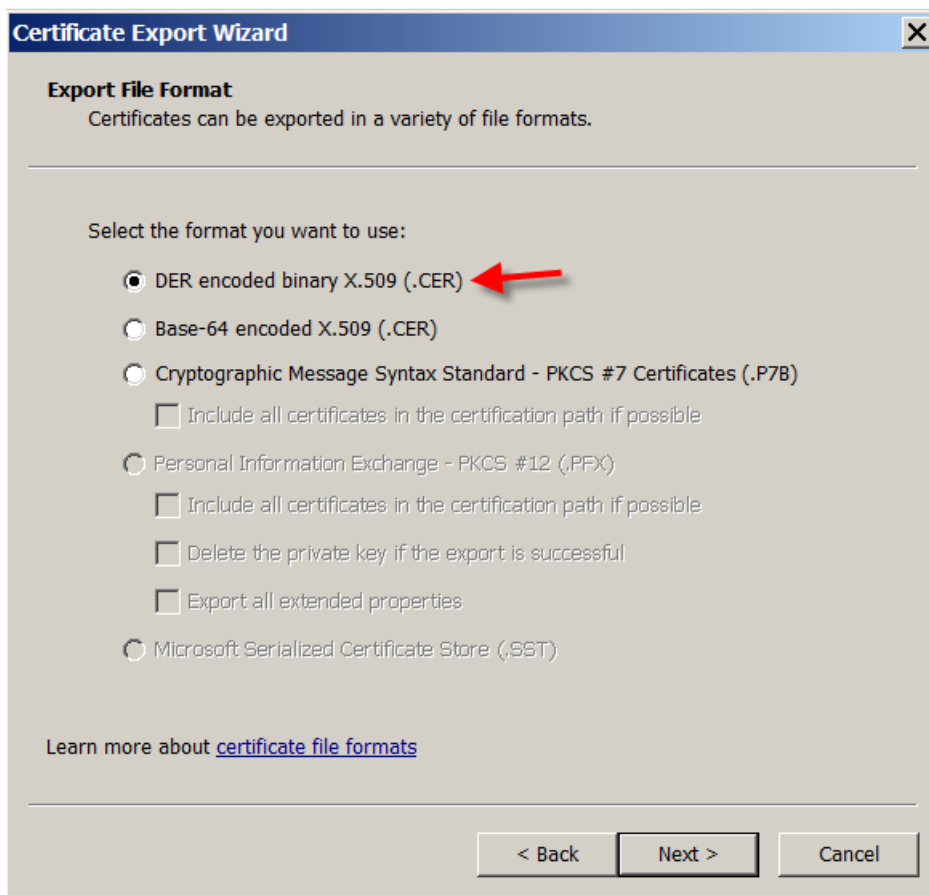 Certificate Export Wizard
Export File Format
Certificates can be exported in a variety of file formats.
Select the format you want to use:
DER encoded binary X.509 (.CER)
Base-64 encoded X.509 (.CER)
Cryptographic Message Syntax Standard - PKCS #7 Certificates (.P7B)
Include all certificates in the certification path if possible
Personal Information Exchange - PKCS #12 (.PFX)
Include all certificates in the certification path if possible
Delete the private key if the export is successful
Export all extended properties
Microsoft Serialized Certificate Store (.SST)
Learn more about certificate file formats
< Back Next > Cancel